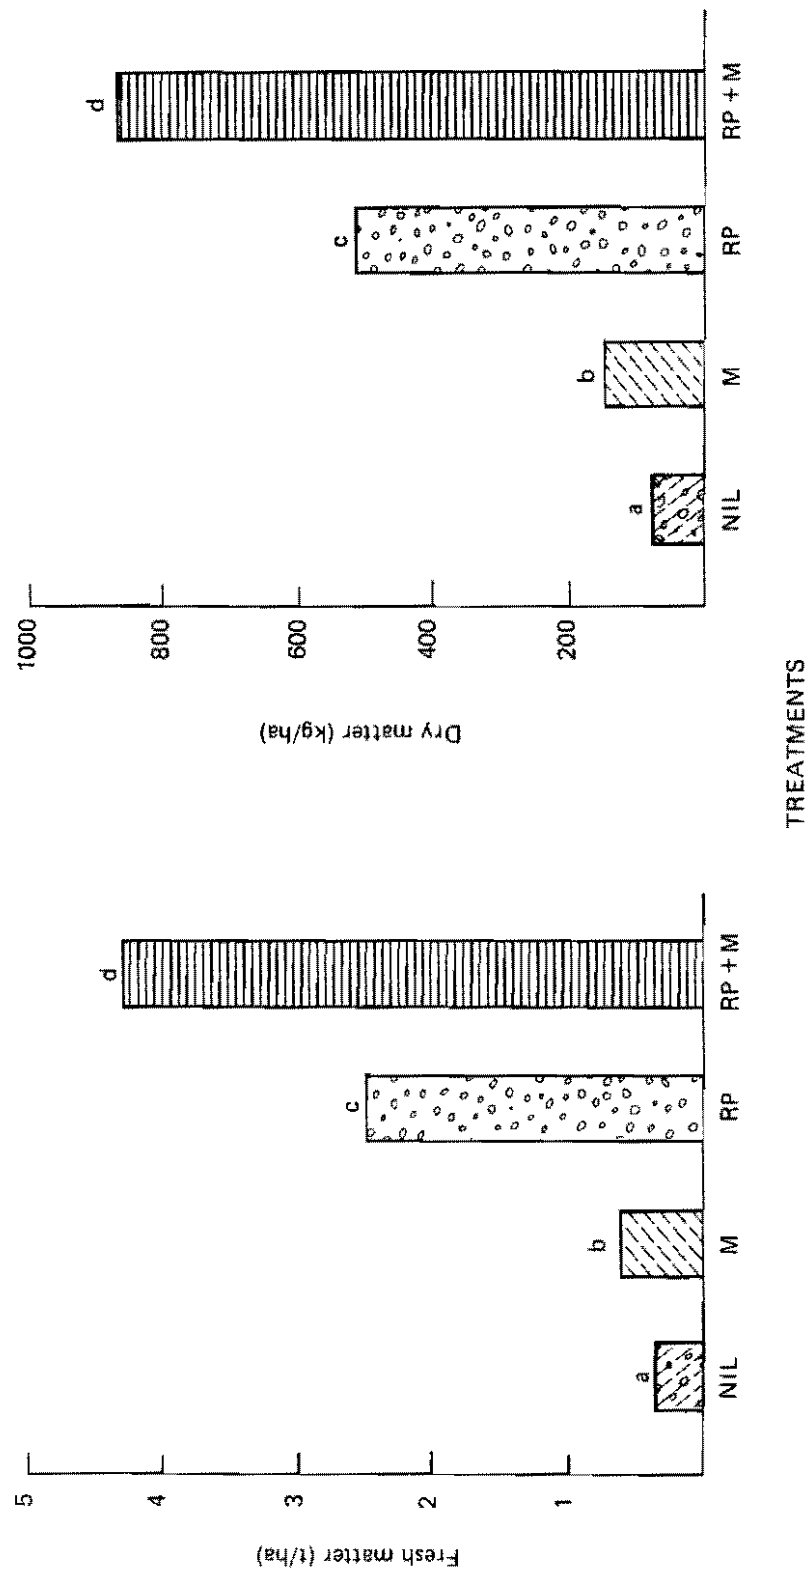 Fresh matter (t/ha)
5
4
3
2
1
a
b
c
d
NIL
M
RP
RP + M
Dry matter (kg/ha)
1000
800
600
400
200
a
b
c
d
NIL
M
RP
RP + M
TREATMENTS